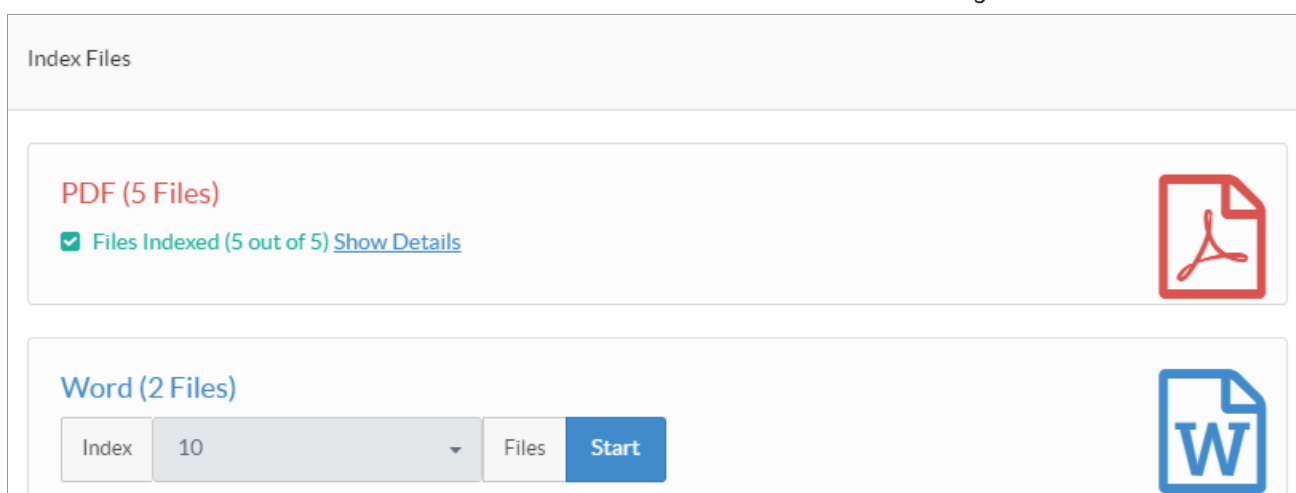 Index Files
PDF (5 Files)
Files Indexed (5 out of 5) Show Details
Word (2 Files)
Index 10 Files Start
W